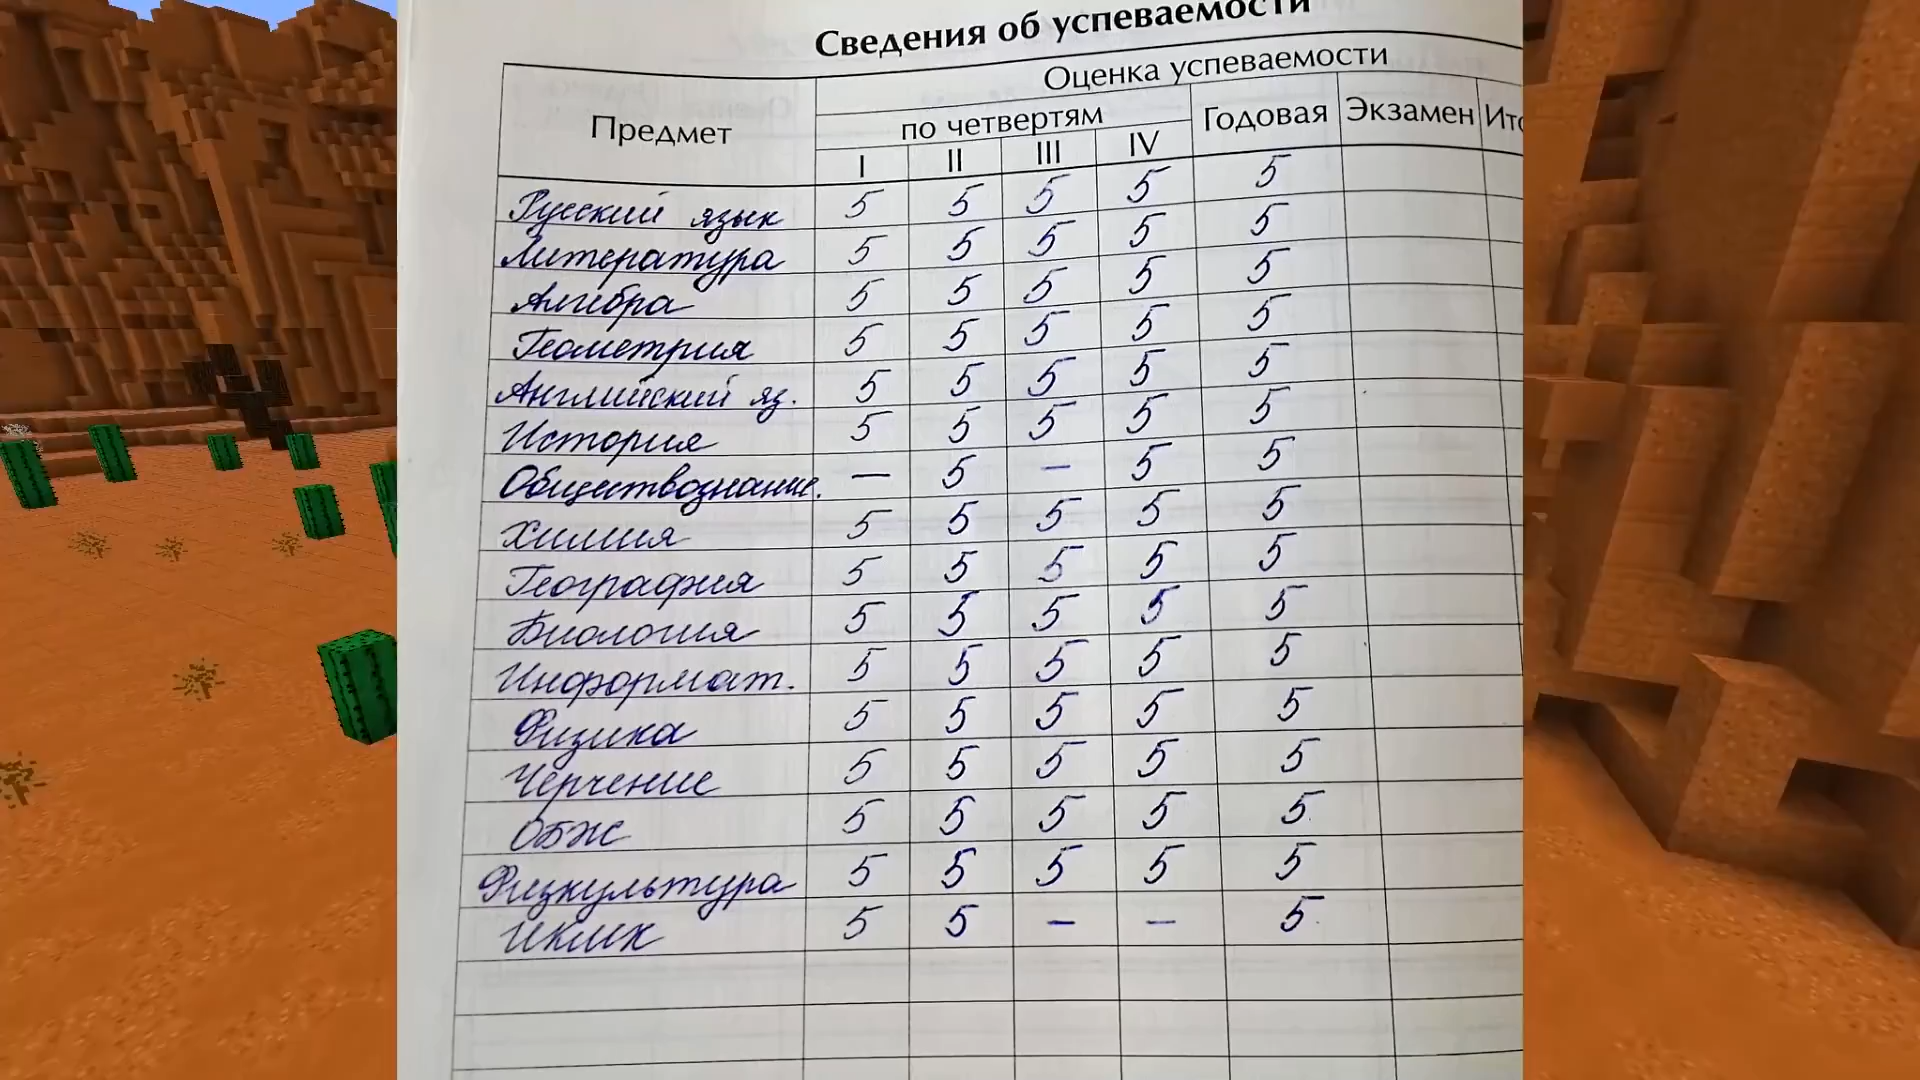 Сведения об успеваемости
Предмет Оценка успеваемости
по четвертям Годовая Экзамен
I II III IV
Русский язык 5 5 5 5 5
Литература 5 5 5 5 5
Алгебра 5 5 5 5 5
Геометрия 5 5 5 5 5
Английский яз. 5 5 5 5 5
История 5 5 5 5 5
Обществознание. — 5 – 5 5
Химия 5 5 5 5 5
География 5 5 5 5 5
Биология 5 5 5 5 5
Информат. 5 5 5 5 5
Физика 5 5 5 5 5
Черчение 5 5 5 5 5
ОБЖ 5 5 5 5 5
Физкультура 5 5 5 5 5
ИКМК 5 5 – – 5